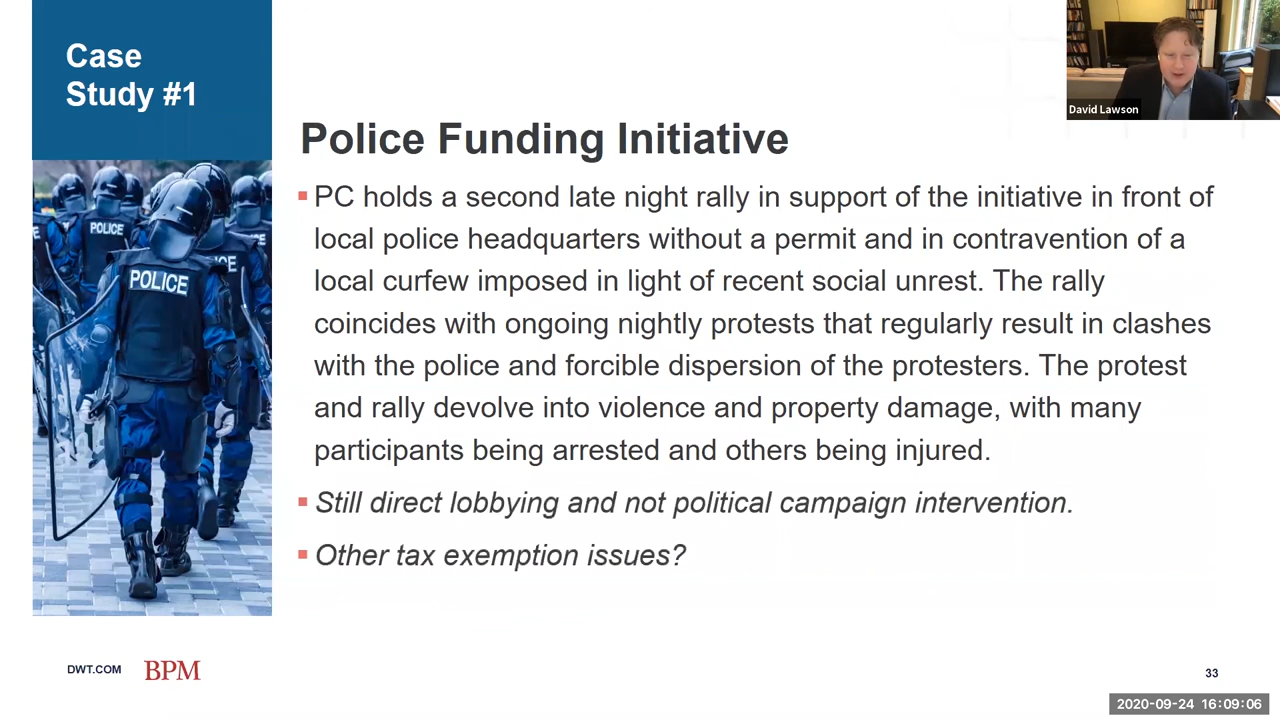 Case
Study #1
David Lawson
Police Funding Initiative
PC holds a second late night rally in support of the initiative in front of
local police headquarters without a permit and in contravention of a
local curfew imposed in light of recent social unrest. The rally
coincides with ongoing nightly protests that regularly result in clashes
with the police and forcible dispersion of the protesters. The protest
and rally devolve into violence and property damage, with many
participants being arrested and others being injured.
Still direct lobbying and not political campaign intervention.
Other tax exemption issues?
POLICE
POLICE
DWT.COM
BPM
33
2020-09-24 16:09:06